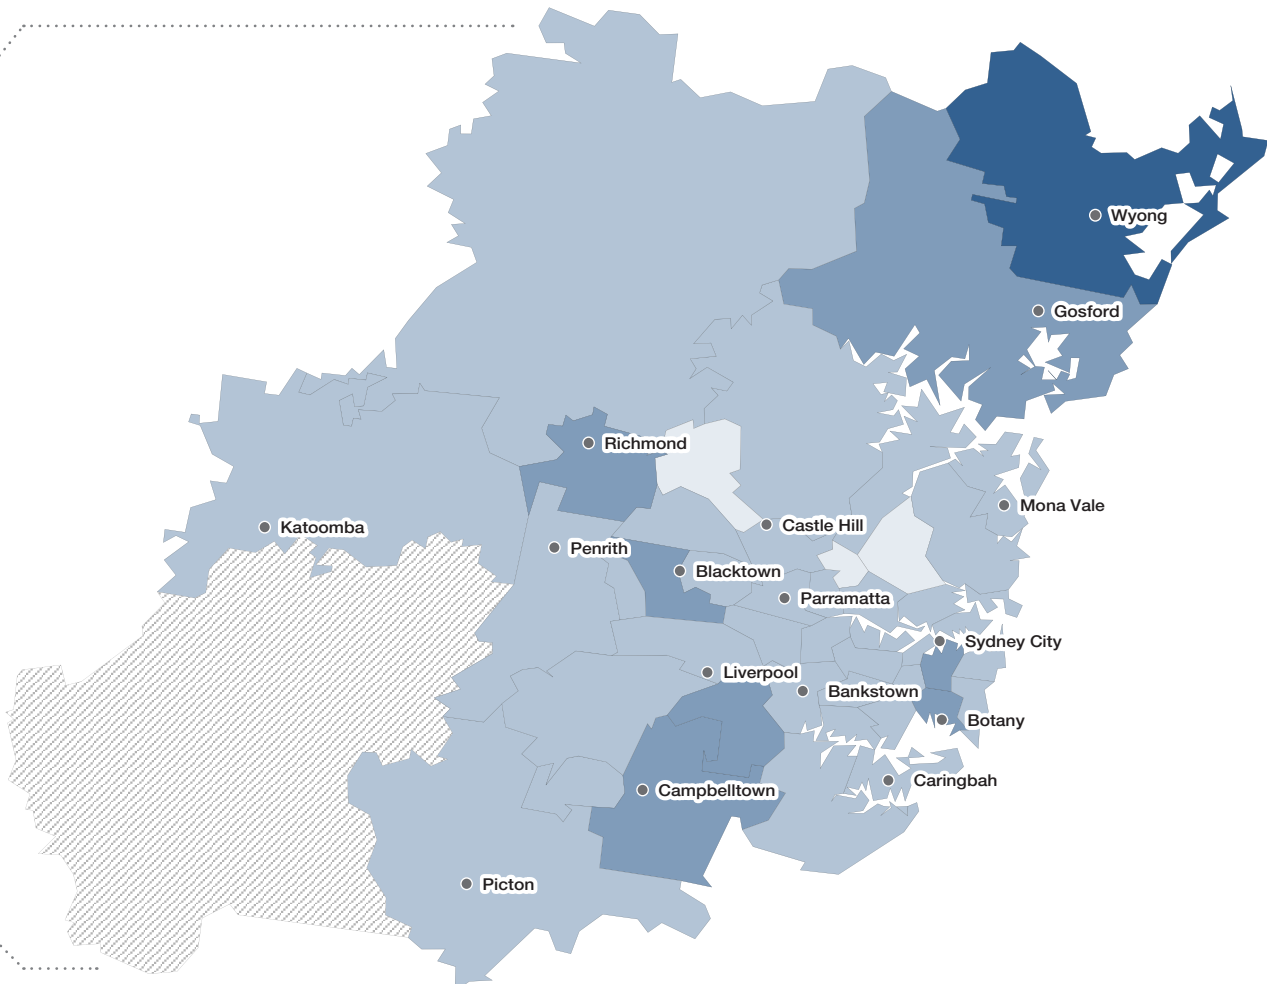 Wyong
Gosford
Richmond
Mona Vale
Castle Hill
Katoomba
Penrith
Blacktown
Parramatta
Sydney City
Liverpool
Bankstown
Botany
Caringbah
Campbelltown
Picton